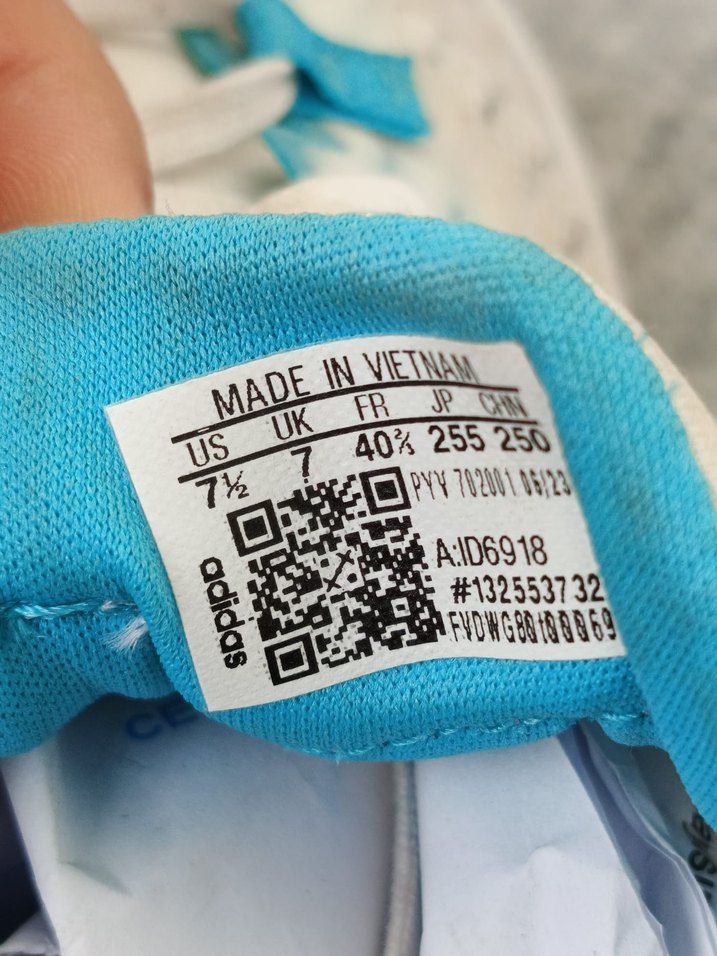 MADE IN VIETNAM
US UK FR JP CHN
7½ 7 40⅔ 255 250
PYV 702001 06/23
A:ID6918
#132553732
adidas
CE